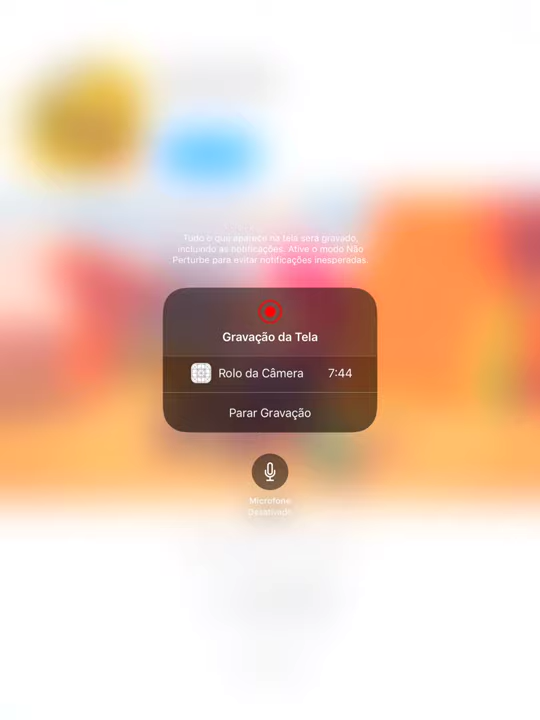 Tudo o que aparece na tela será gravado,
incluindo as notificações. Ative o modo Não
Perturbe para evitar notificações inesperadas.
Gravação da Tela
Rolo da Câmera 7:44
Parar Gravação
Microfone
Desativado